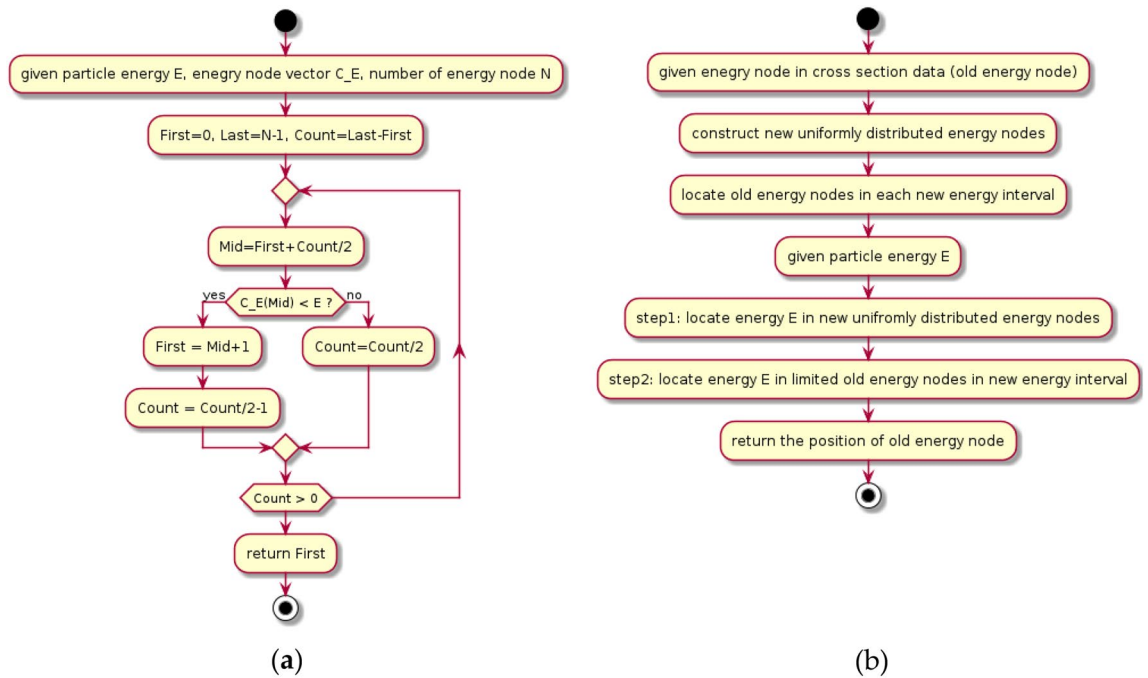 given particle energy E, enegry node vector C_E, number of energy node N
First=0, Last=N-1, Count=Last-First
Mid=First+Count/2
yes
C_E(Mid) < E ?
no
First = Mid+1
Count=Count/2
Count = Count/2-1
Count > 0
return First
(a)
given enegry node in cross section data (old energy node)
construct new uniformly distributed energy nodes
locate old energy nodes in each new energy interval
given particle energy E
step1: locate energy E in new unifromly distributed energy nodes
step2: locate energy E in limited old energy nodes in new energy interval
return the position of old energy node
(b)